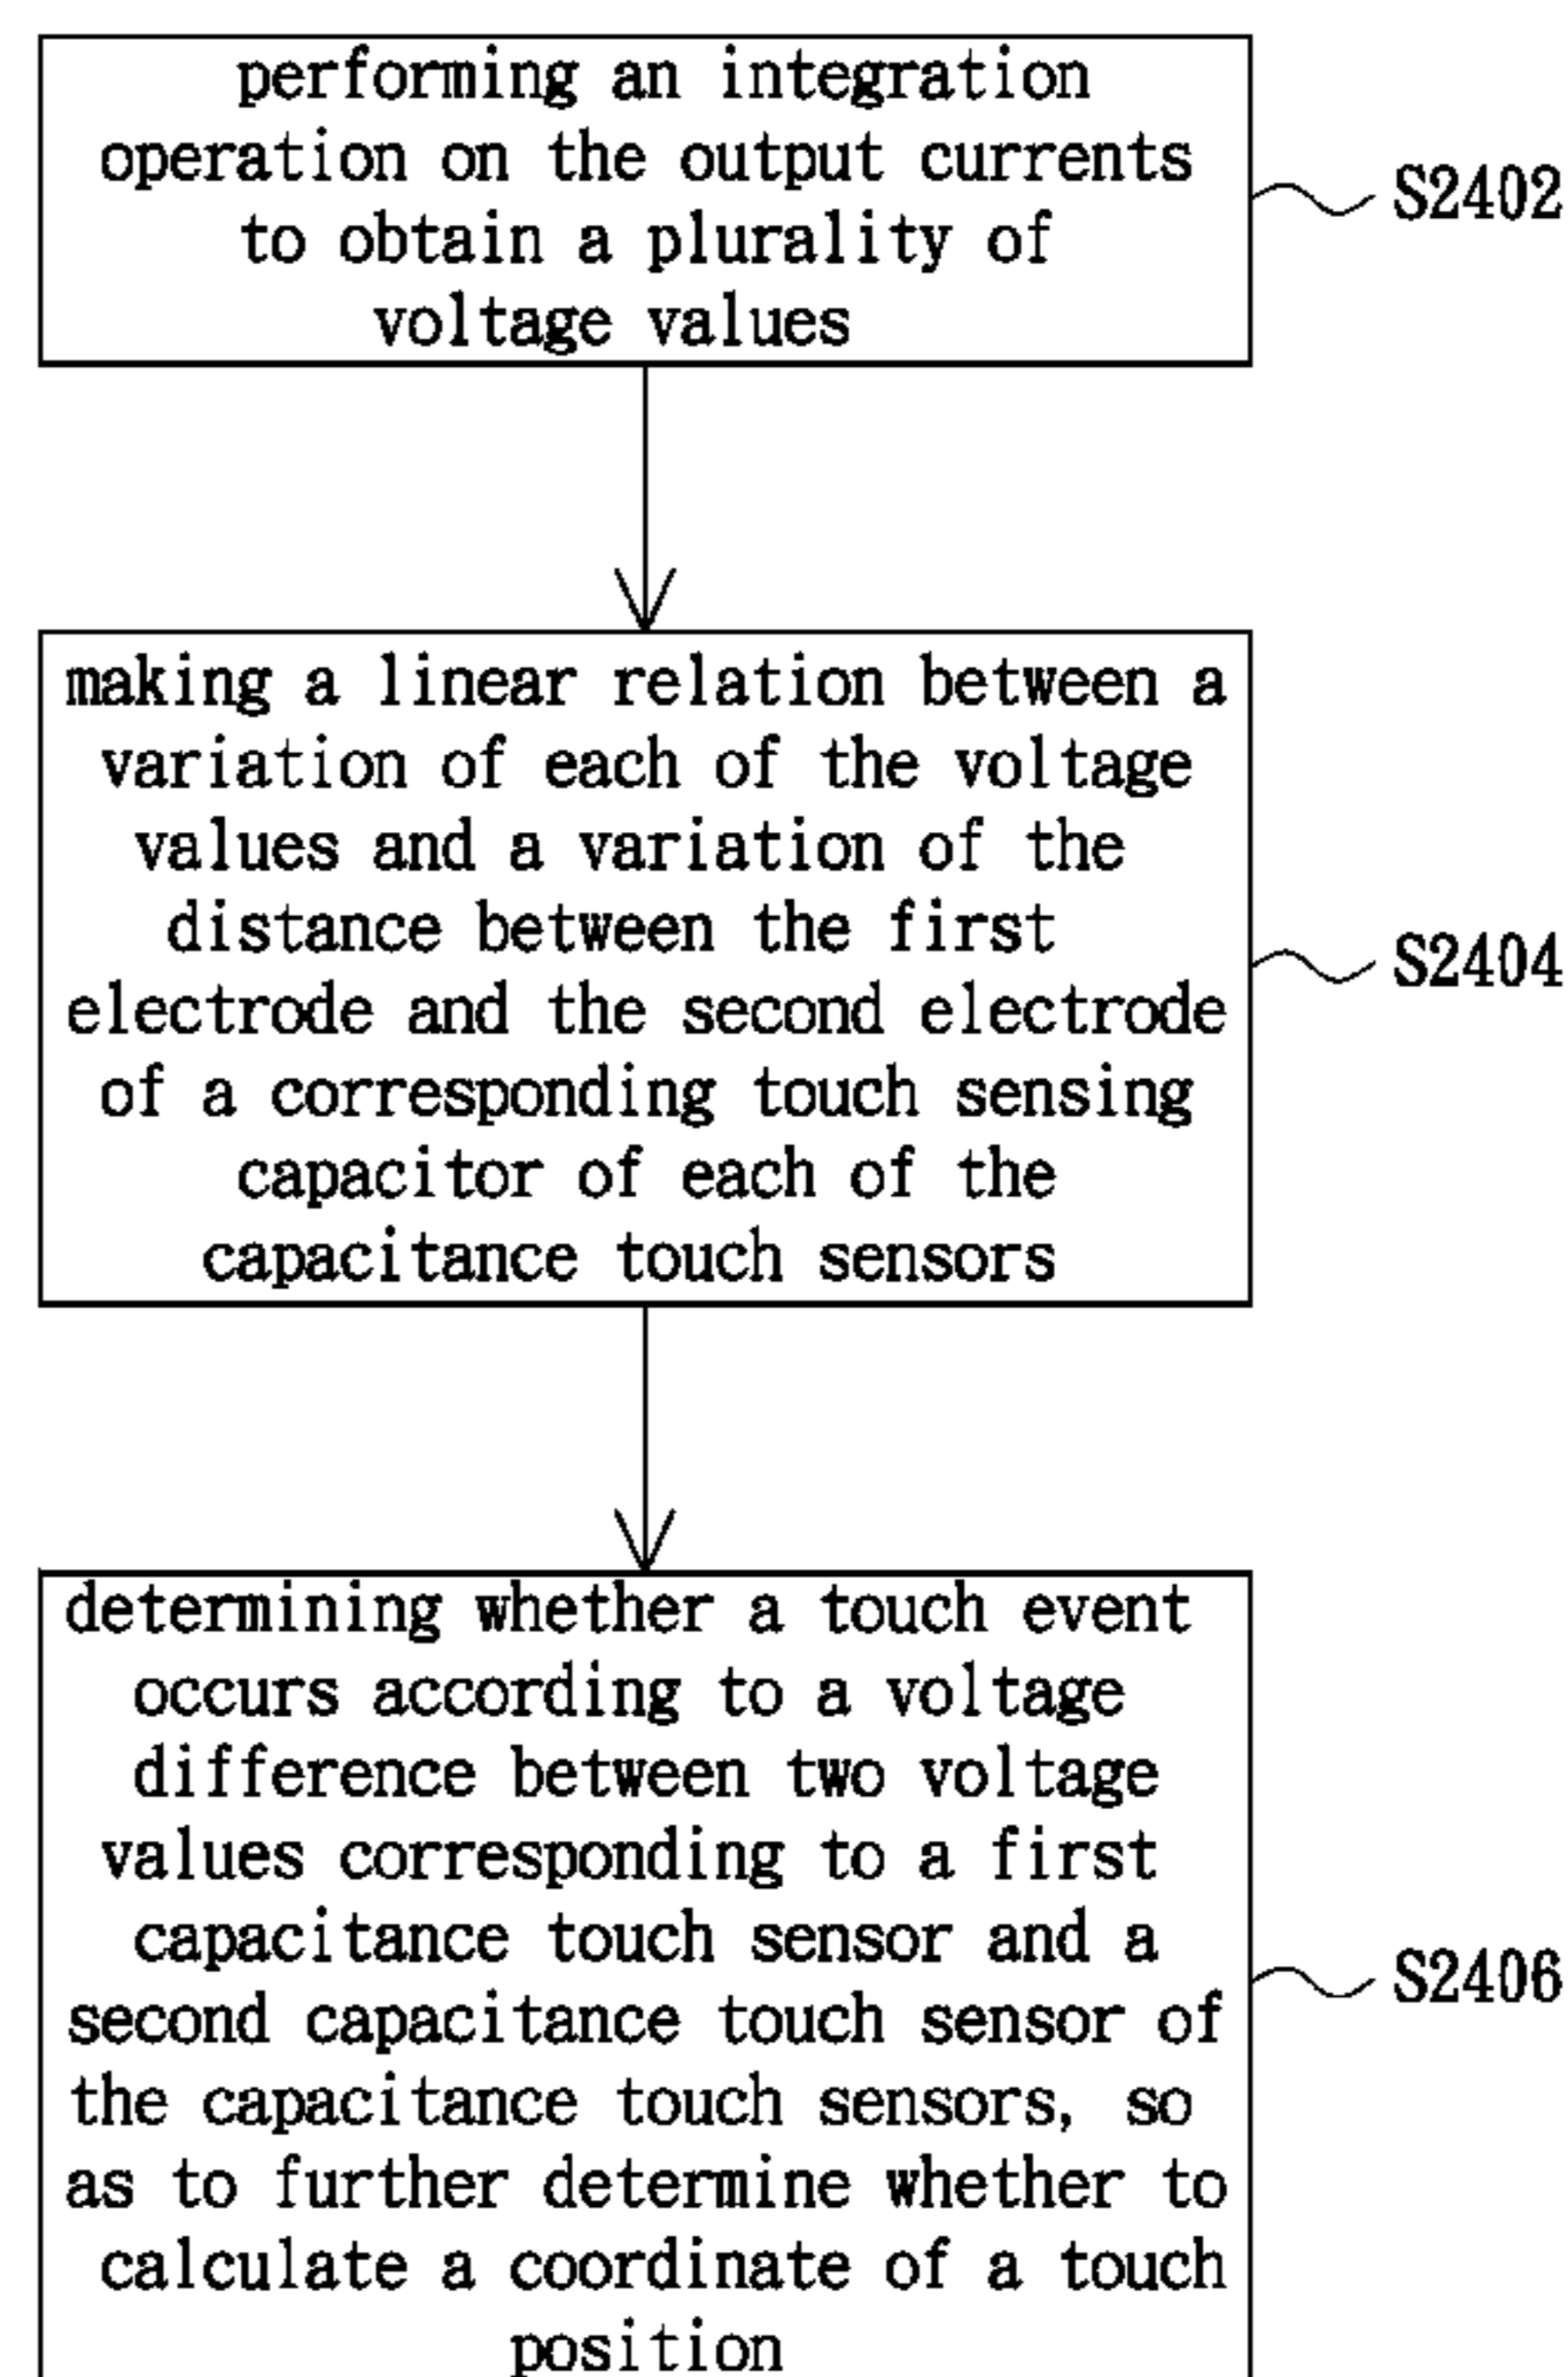 performing an integration
operation on the output currents
to obtain a plurality of
voltage values
S2402
making a linear relation between a
variation of each of the voltage
values and a variation of the
distance between the first
electrode and the second electrode
of a corresponding touch sensing
capacitor of each of the
capacitance touch sensors
S2404
determining whether a touch event
occurs according to a voltage
difference between two voltage
values corresponding to a first
capacitance touch sensor and a
second capacitance touch sensor of
the capacitance touch sensors, so
as to further determine whether to
calculate a coordinate of a touch
position
S2406